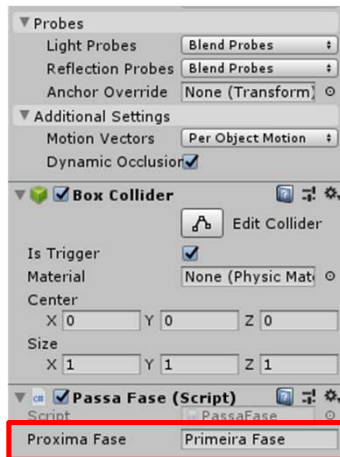 Probes
Light Probes Blend Probes
Reflection Probes Blend Probes
Anchor Override None (Transform)
Additional Settings
Motion Vectors Per Object Motion
Dynamic Occlusion
Box Collider
Edit Collider
Is Trigger
Material None (Physic Mat
Center
X 0 Y 0 Z 0
Size
X 1 Y 1 Z 1
Passa Fase (Script)
Script PassaFase
Proxima Fase Primeira Fase